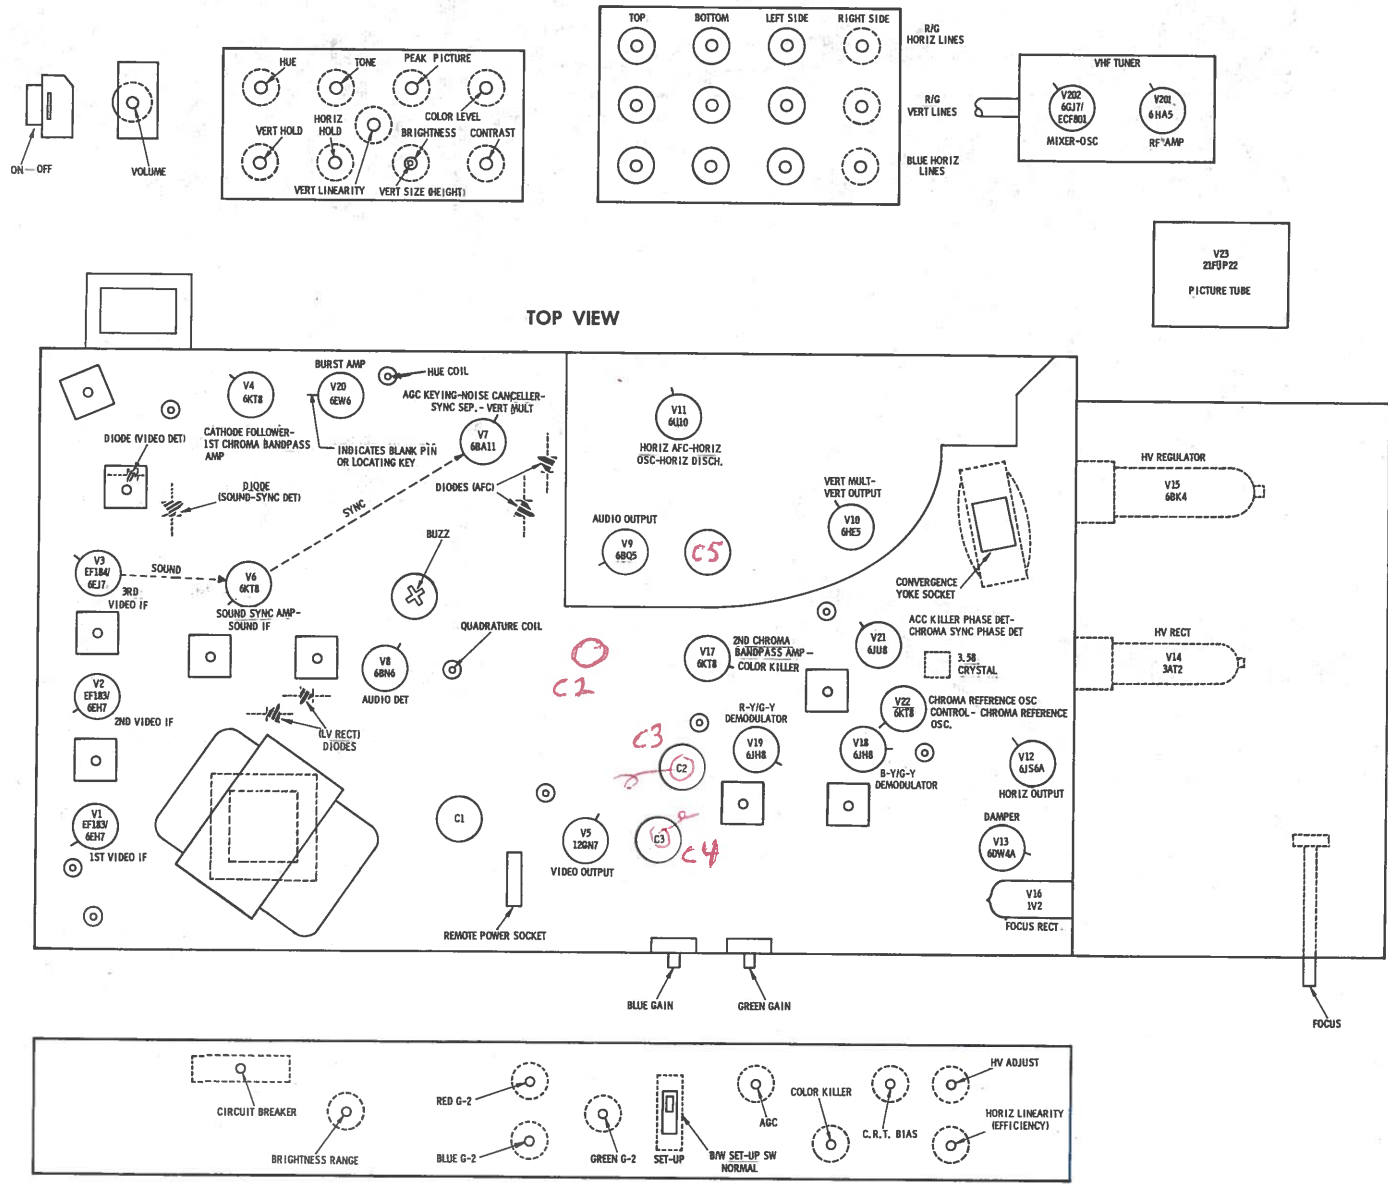 TOP BOTTOM LEFT SIDE RIGHT SIDE
R/G
HORIZ LINES
R/G
VERT LINES
BLUE HORIZ
LINES
ON—OFF
VOLUME
HUE
TONE
PEAK PICTURE
COLOR LEVEL
VERT HOLD
HORIZ
HOLD
BRIGHTNESS
CONTRAST
VERT LINEARITY
VERT SIZE (HEIGHT)
VHF TUNER
V202
6GJ7/
ECF801
MIXER-OSC
V201
6HA5
RF AMP
V23
21FJP22
PICTURE TUBE
TOP VIEW
V4
6KT8
CATHODE FOLLOWER-
1ST CHROMA BANDPASS
AMP
BURST AMP
V20
6EW6
HUE COIL
INDICATES BLANK PIN
OR LOCATING KEY
AGC KEYING-NOISE CANCELLER-
SYNC SEP. - VERT MULT
V7
6BA11
DIODE (VIDEO DET)
DIODE
(SOUND-SYNC DET)
SYNC
DIODES (AFC)
V11
6U10
HORIZ AFC-HORIZ
OSC-HORIZ DISCH.
VERT MULT-
VERT OUTPUT
V10
6HE5
AUDIO OUTPUT
V9
6BQ5
C5
CONVERGENCE
YOKE SOCKET
HV REGULATOR
V15
6BK4
HV RECT
V14
3AT2
V3
EF184/
6EJ7
3RD
VIDEO IF
SOUND
V6
6KT8
SOUND SYNC AMP-
SOUND IF
BUZZ
QUADRATURE COIL
V8
6BN6
AUDIO DET
C2
V17
6KT8
2ND CHROMA
BANDPASS AMP-
COLOR KILLER
V21
6JU8
ACC KILLER PHASE DET-
CHROMA SYNC PHASE DET
3.58
CRYSTAL
V2
EF183/
6EH7
2ND VIDEO IF
(LV RECT)
DIODES
C3
C2
R-Y/G-Y
DEMODULATOR
V19
6JH8
V22
6KT8
CHROMA REFERENCE OSC
CONTROL - CHROMA REFERENCE
OSC.
V18
6JH8
B-Y/G-Y
DEMODULATOR
V12
6JS6A
HORIZ OUTPUT
V1
EF183/
6EH7
1ST VIDEO IF
C1
V5
12GN7
VIDEO OUTPUT
C3
C4
DAMPER
V13
6DW4A
V16
1V2
FOCUS RECT
REMOTE POWER SOCKET
BLUE GAIN
GREEN GAIN
FOCUS
CIRCUIT BREAKER
BRIGHTNESS RANGE
RED G-2
BLUE G-2
GREEN G-2
SET-UP
B/W SET-UP SW
NORMAL
AGC
COLOR KILLER
C.R.T. BIAS
HV ADJUST
HORIZ LINEARITY
(EFFICIENCY)